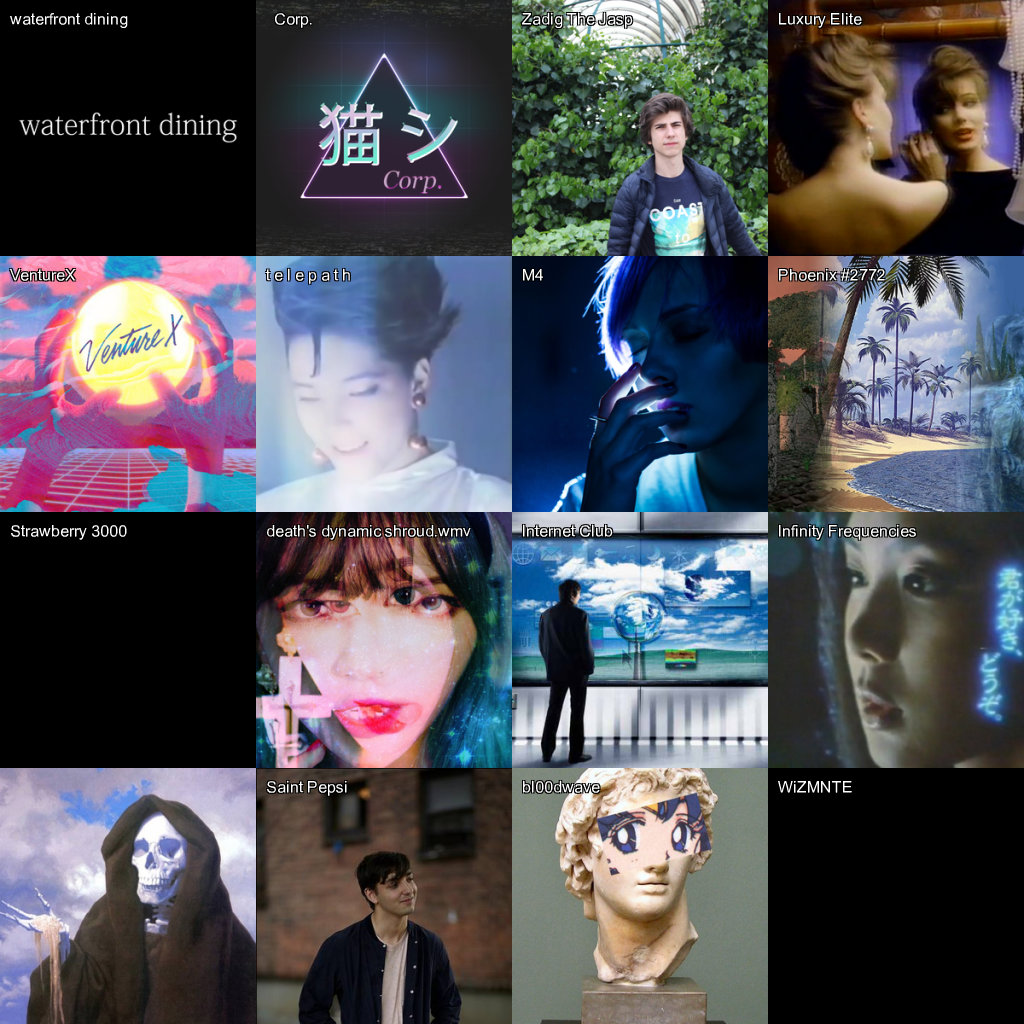 waterfront dining
Corp.
Zadig The Jasp
Luxury Elite
waterfront dining
猫 シ
Corp.
COAST
to
VentureX
t e l e p a t h
M4
Phoenix #2772
Venture X
Strawberry 3000
death's dynamic shroud.wmv
Internet Club
Infinity Frequencies
君が好き。
どうぞ。
Saint Pepsi
bl00dwave
WiZMNTE